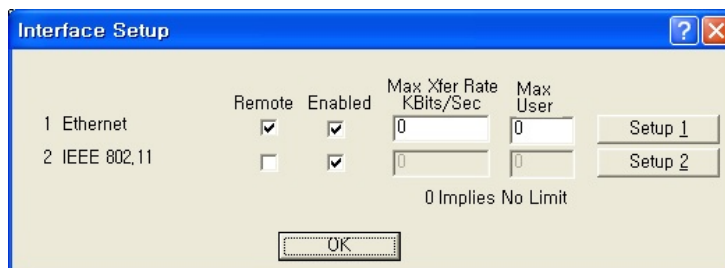 Interface Setup
Remote Enabled Max Xfer Rate KBits/Sec Max User
1 Ethernet 0 0 Setup 1
2 IEEE 802.11 0 0 Setup 2
0 Implies No Limit
OK